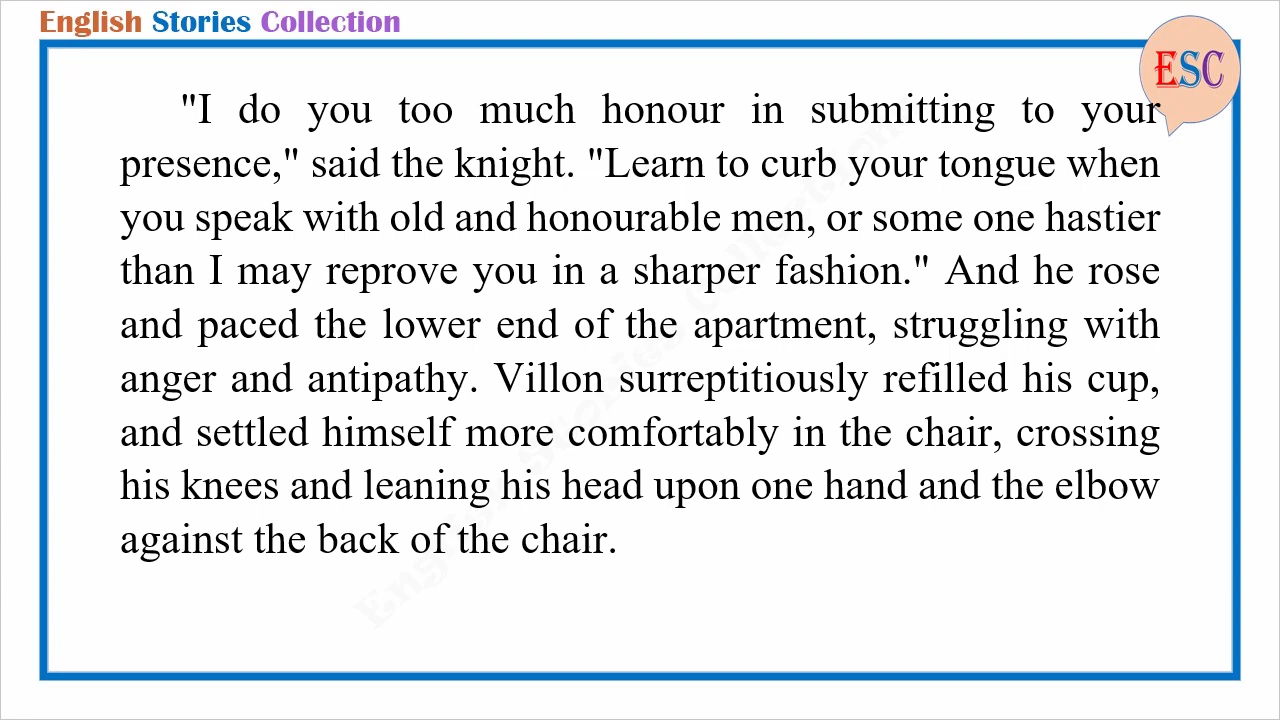 English Stories Collection
ESC
"I do you too much honour in submitting to your
presence," said the knight. "Learn to curb your tongue when
you speak with old and honourable men, or some one hastier
than I may reprove you in a sharper fashion." And he rose
and paced the lower end of the apartment, struggling with
anger and antipathy. Villon surreptitiously refilled his cup,
and settled himself more comfortably in the chair, crossing
his knees and leaning his head upon one hand and the elbow
against the back of the chair.
English Stories Collection